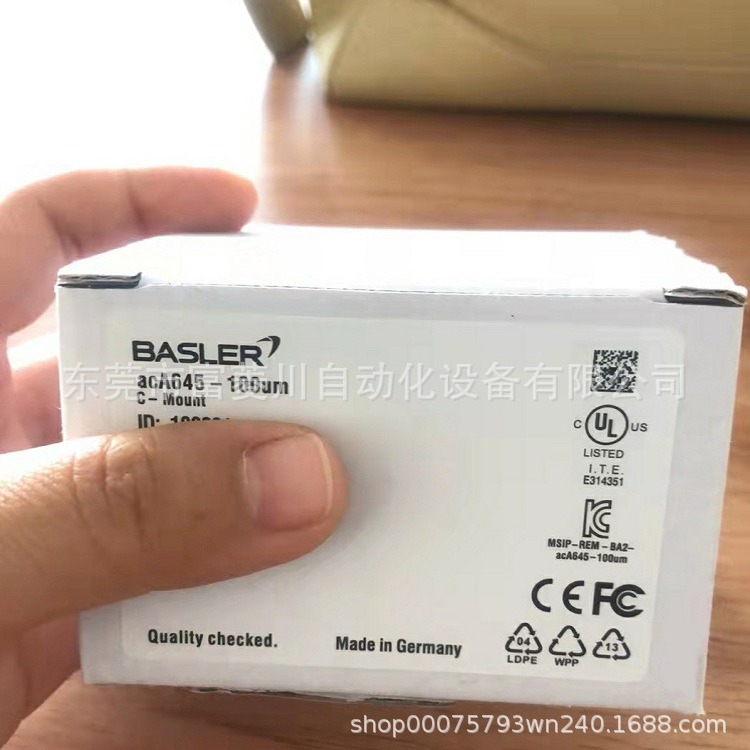 BASLER
acA645-100um
C-Mount
ID:
Quality checked.
Made in Germany
C UL US
LISTED
I.T.E.
E314351
MSIP-REM-BA2-
acA645-100um
CE FC
04
LDPE
WPP
13
东莞市富英川自动化设备有限公司
shop00075793wn240.1688.com